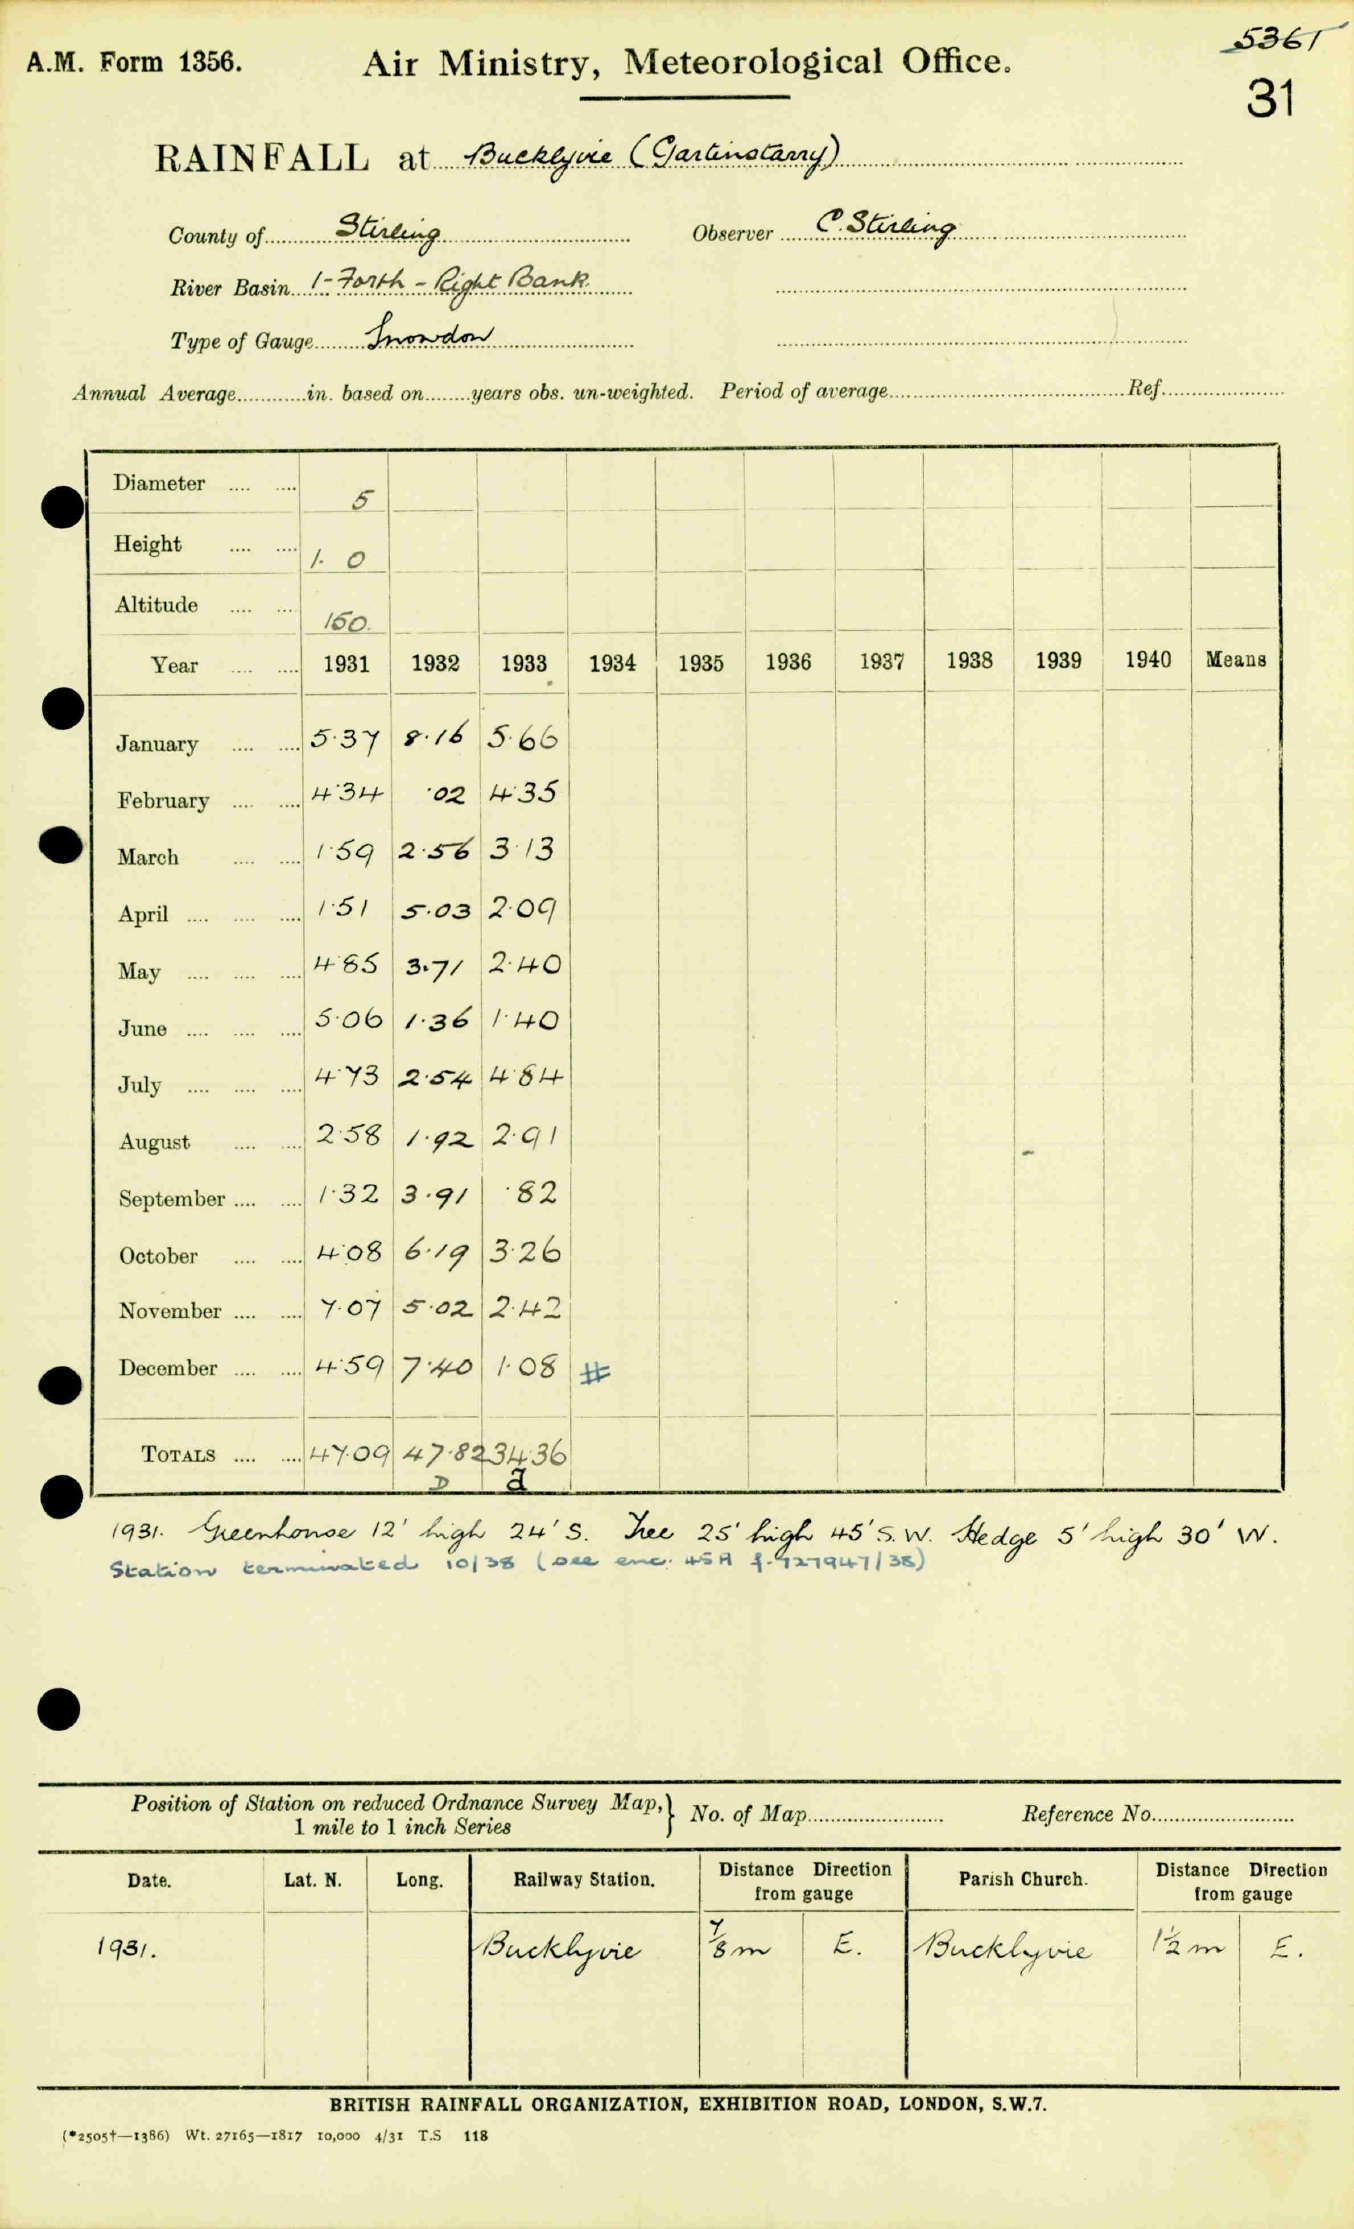 5361
A.M. Form 1356. Air Ministry, Meteorological Office.
31
RAINFALL at Bucklyvie (Gartinstarry)
County of Stirling Observer C. Stirling
River Basin 1- Forth - Right Bank
Type of Gauge Snowdon
Annual Average in. based on years obs. un-weighted. Period of average Ref.
Diameter 5
Height 1. 0
Altitude 150.
Year 1931 1932 1933 1934 1935 1936 1937 1938 1939 1940 Means
January 5.37 8.16 5.66
February 4.34 .02 4.35
March 1.59 2.56 3.13
April 1.51 5.03 2.09
May 4.85 3.71 2.40
June 5.06 1.36 1.40
July 4.73 2.54 4.84
August 2.58 1.92 2.91
September 1.32 3.91 .82
October 4.08 6.19 3.26
November 7.07 5.02 2.42
December 4.59 7.40 1.08 #
TOTALS 47.09 47.82 34.36
D a
1931. Greenhouse 12' high 24' S. Tree 25' high 45' S.W. Hedge 5' high 30' W.
Station terminated 10/38 (see enc. 45A f. 727947/38)
Position of Station on reduced Ordnance Survey Map, } No. of Map Reference No.
1 mile to 1 inch Series
Date. Lat. N. Long. Railway Station. Distance Direction from gauge Parish Church. Distance Direction from gauge
1931. Bucklyvie 7/8 m E. Bucklyvie 1½ m E.
BRITISH RAINFALL ORGANIZATION, EXHIBITION ROAD, LONDON, S.W.7.
(*2505†—1386) Wt. 27165—1817 10,000 4/31 T.S 118